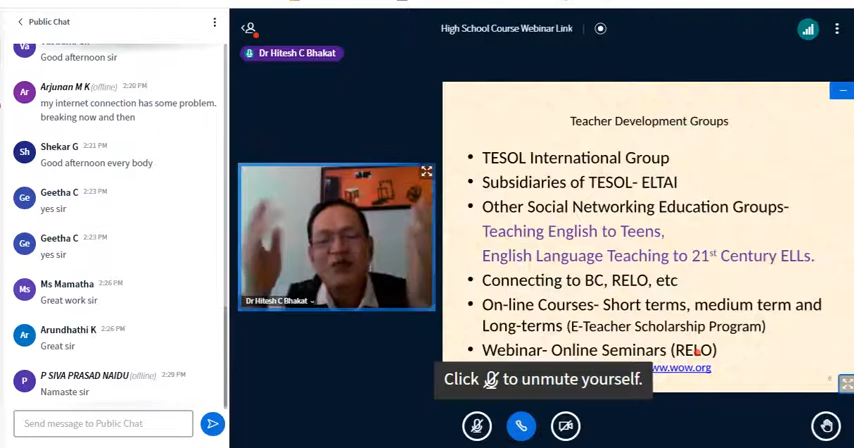 Public Chat
Good afternoon sir
Ar
Arjunan M K (offline) 2:20 PM
my internet connection has some problem.
breaking now and then
Sh
Shekar G 2:21 PM
Good afternoon every body
Ge
Geetha C 2:23 PM
yes sir
Ge
Geetha C 2:23 PM
yes sir
Ms
Ms Mamatha 2:26 PM
Great work sir
Ar
Arundhathi K 2:26 PM
Great sir
P
P SIVA PRASAD NAIDU (offline) 2:29 PM
Namaste sir
Send message to Public Chat
High School Course Webinar Link
Dr Hitesh C Bhakat
Dr Hitesh C Bhakat
Teacher Development Groups
• TESOL International Group
• Subsidiaries of TESOL- ELTAI
• Other Social Networking Education Groups-
Teaching English to Teens,
English Language Teaching to 21st Century ELLs.
• Connecting to BC, RELO, etc
• On-line Courses- Short terms, medium term and
Long-terms (E-Teacher Scholarship Program)
• Webinar- Online Seminars (RELO)
ww.wow.org
Click to unmute yourself.